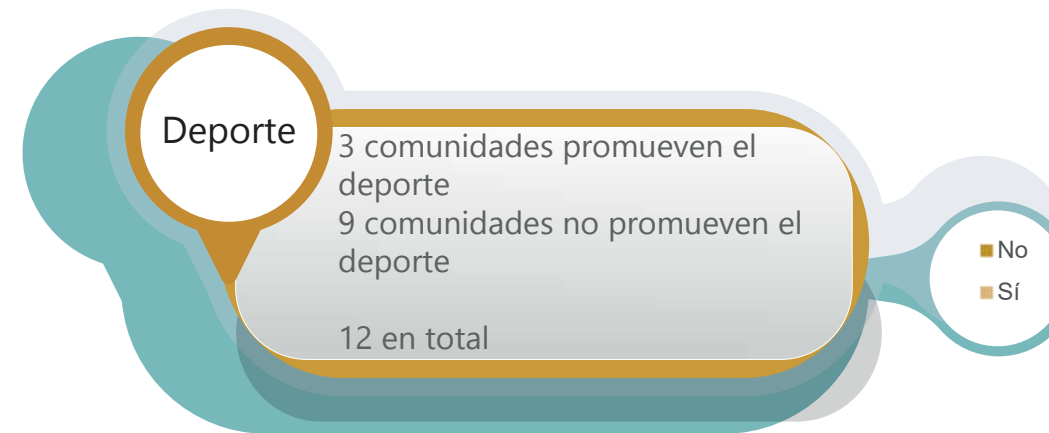 Deporte
3 comunidades promueven el
deporte
9 comunidades no promueven el
deporte
12 en total
No
Sí